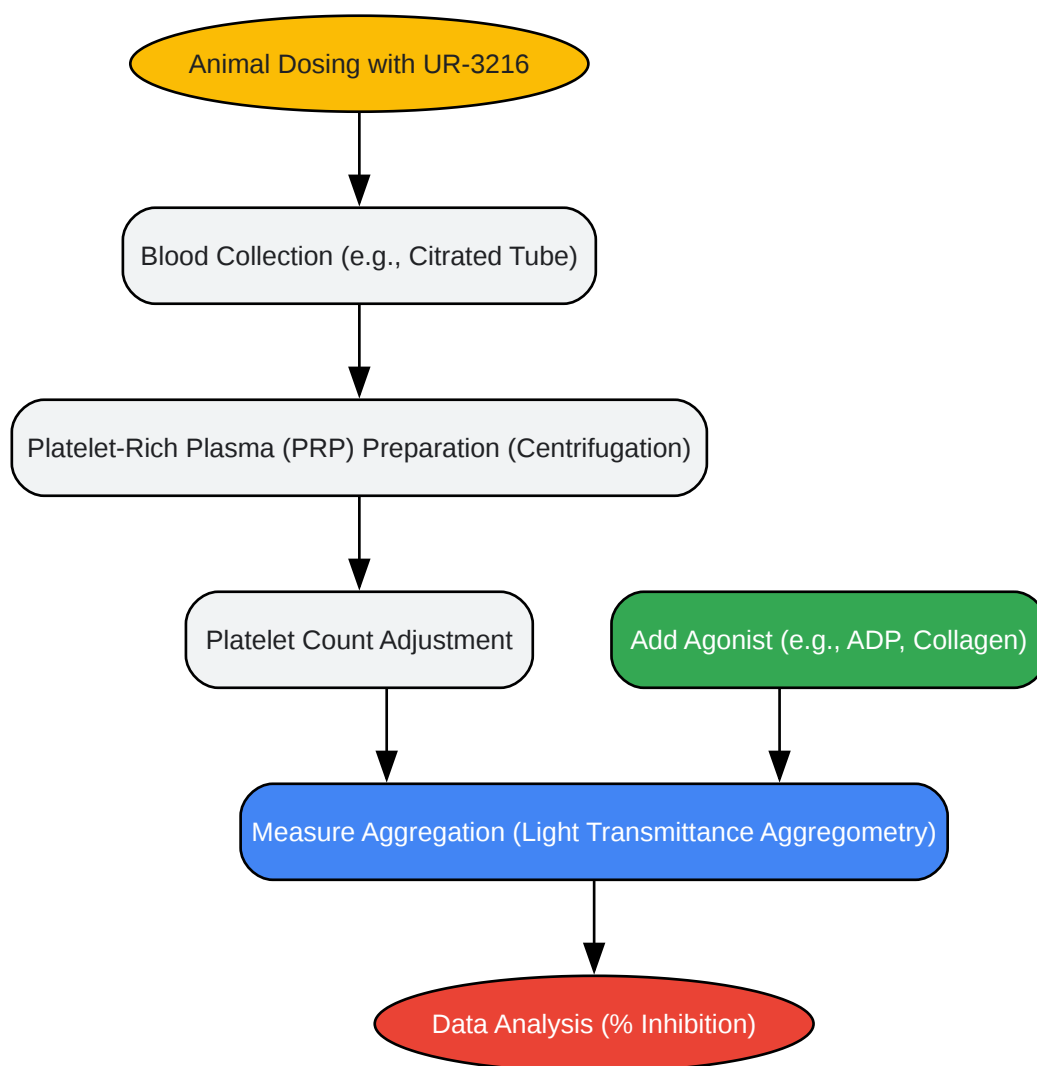 Animal Dosing with UR-3216
Blood Collection (e.g., Citrated Tube)
Platelet-Rich Plasma (PRP) Preparation (Centrifugation)
Platelet Count Adjustment
Add Agonist (e.g., ADP, Collagen)
Measure Aggregation (Light Transmittance Aggregometry)
Data Analysis (% Inhibition)